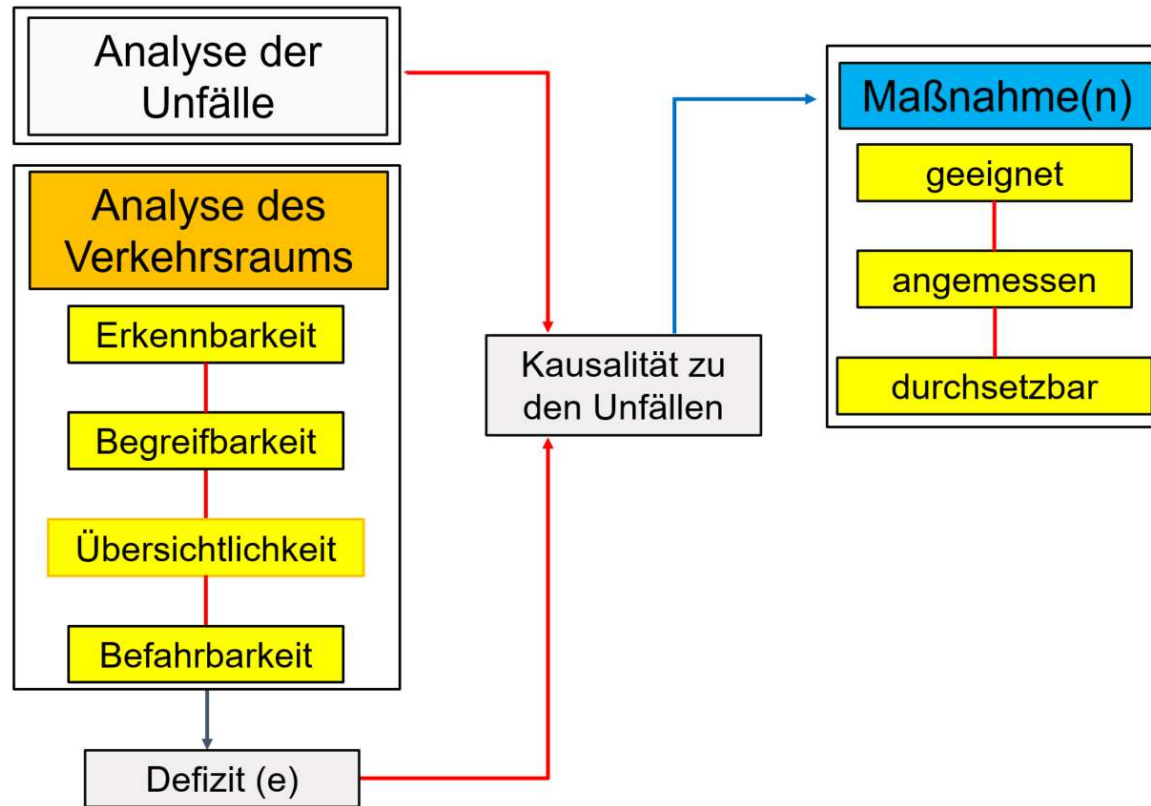 Analyse der
Unfälle
Analyse des
Verkehrsraums
Erkennbarkeit
Begreifbarkeit
Übersichtlichkeit
Befahrbarkeit
Defizit (e)
Kausalität zu
den Unfällen
Maßnahme(n)
geeignet
angemessen
durchsetzbar